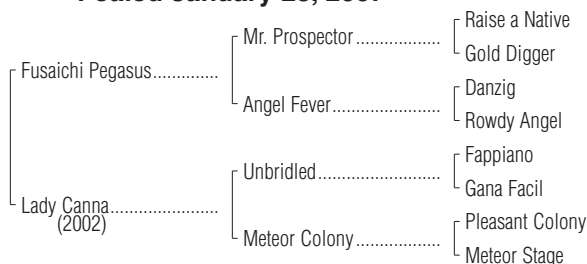 Raise a Native
Mr. Prospector
Gold Digger
Fusaichi Pegasus
Danzig
Angel Fever
Rowdy Angel
Fappiano
Unbridled
Gana Facil
Lady Canna
(2002)
Pleasant Colony
Meteor Colony
Meteor Stage